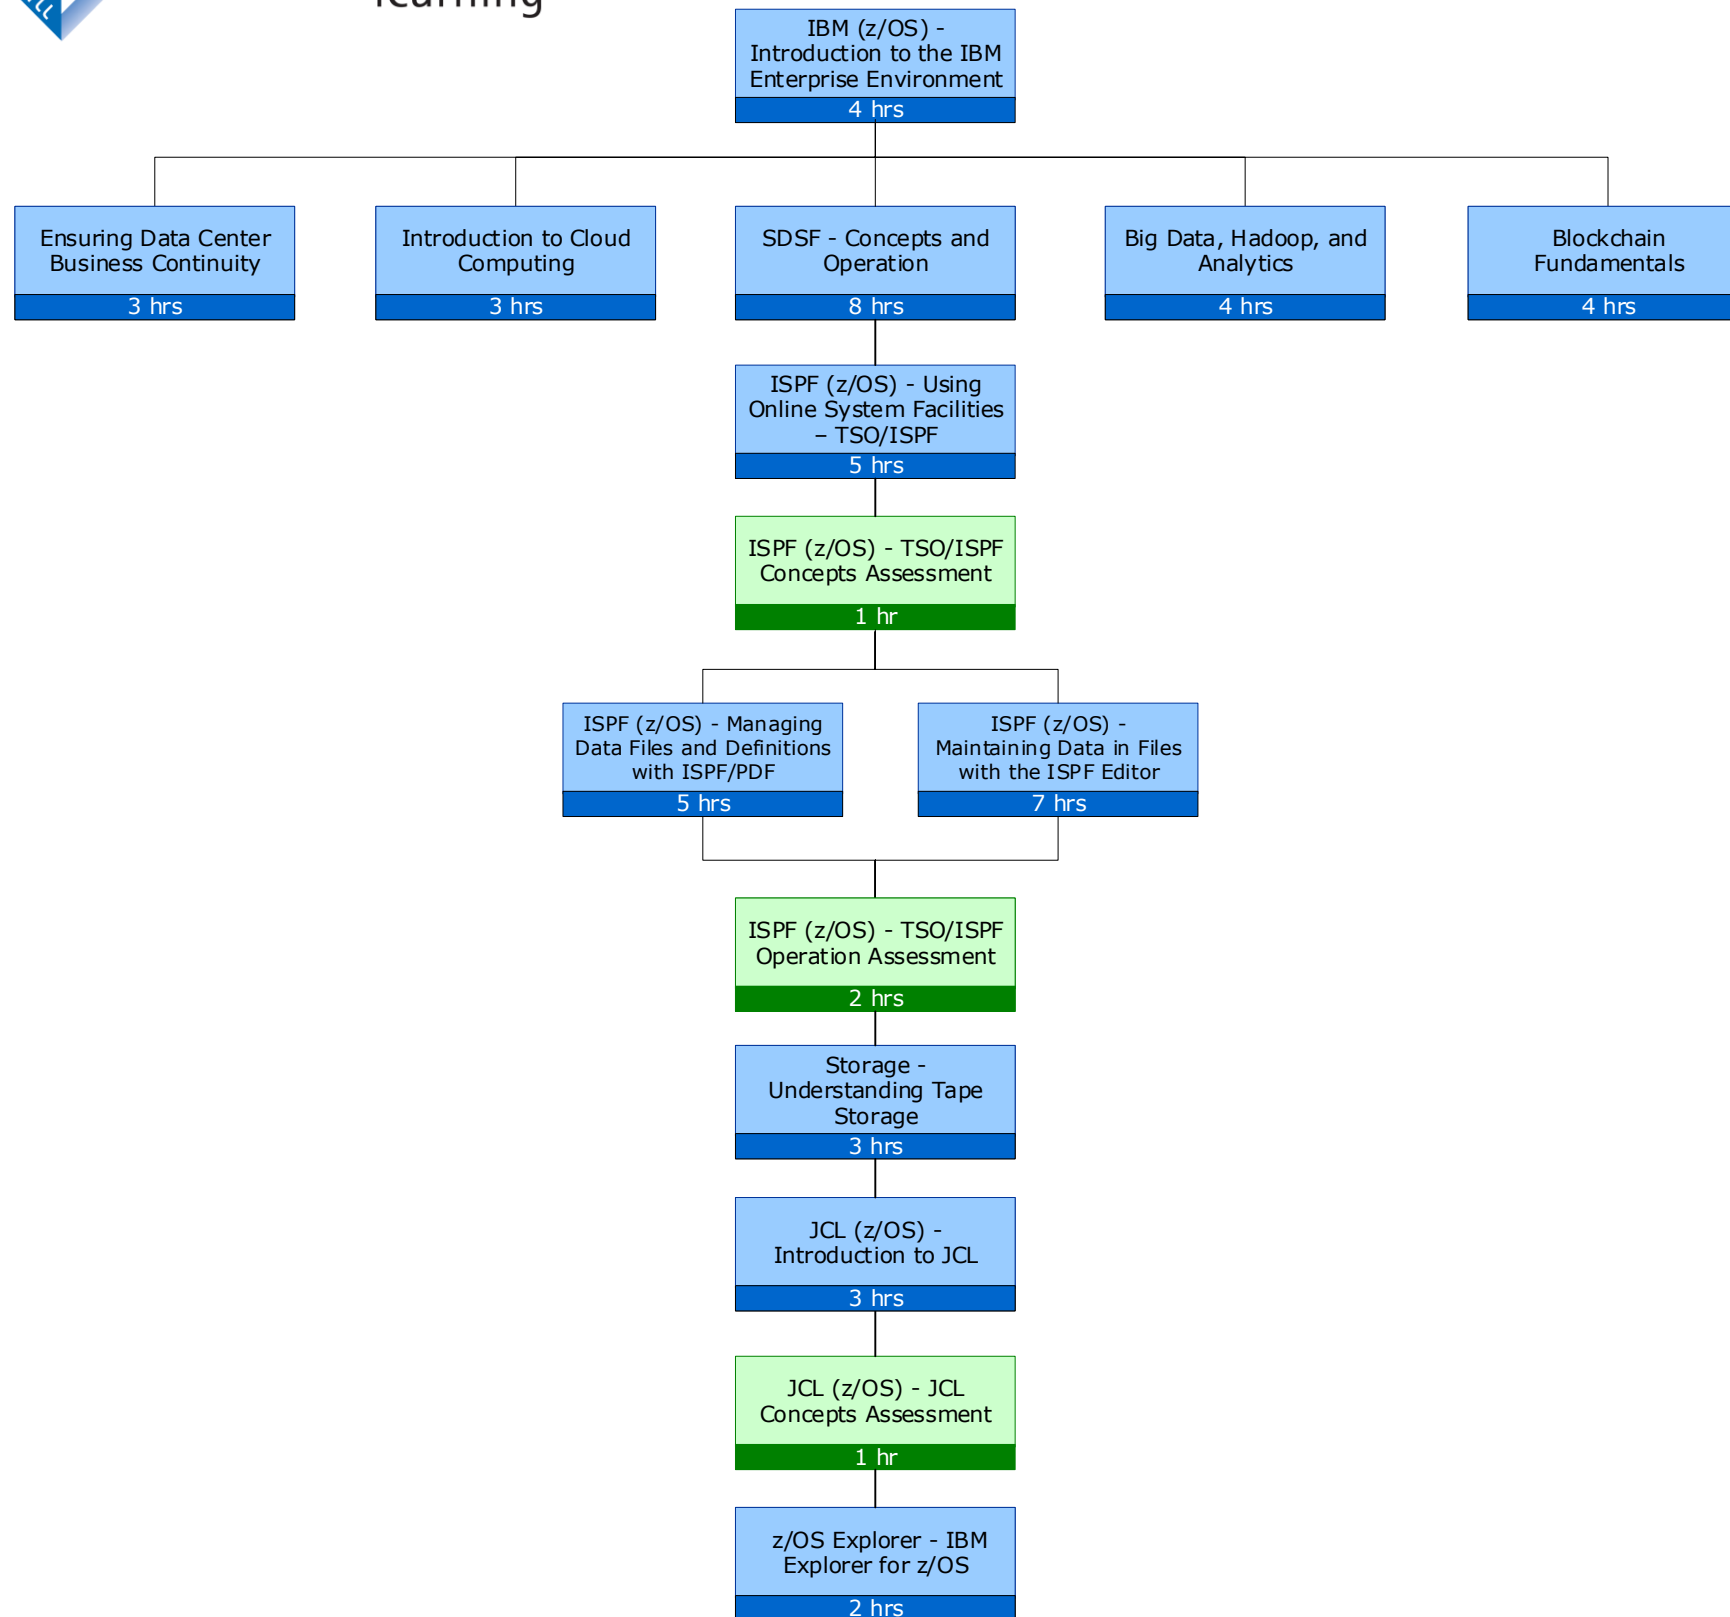 learning
IBM (z/OS) -
Introduction to the IBM
Enterprise Environment
4 hrs
Ensuring Data Center
Business Continuity
3 hrs
Introduction to Cloud
Computing
3 hrs
SDSF - Concepts and
Operation
8 hrs
Big Data, Hadoop, and
Analytics
4 hrs
Blockchain
Fundamentals
4 hrs
ISPF (z/OS) - Using
Online System Facilities
– TSO/ISPF
5 hrs
ISPF (z/OS) - TSO/ISPF
Concepts Assessment
1 hr
ISPF (z/OS) - Managing
Data Files and Definitions
with ISPF/PDF
5 hrs
ISPF (z/OS) -
Maintaining Data in Files
with the ISPF Editor
7 hrs
ISPF (z/OS) - TSO/ISPF
Operation Assessment
2 hrs
Storage -
Understanding Tape
Storage
3 hrs
JCL (z/OS) -
Introduction to JCL
3 hrs
JCL (z/OS) - JCL
Concepts Assessment
1 hr
z/OS Explorer - IBM
Explorer for z/OS
2 hrs